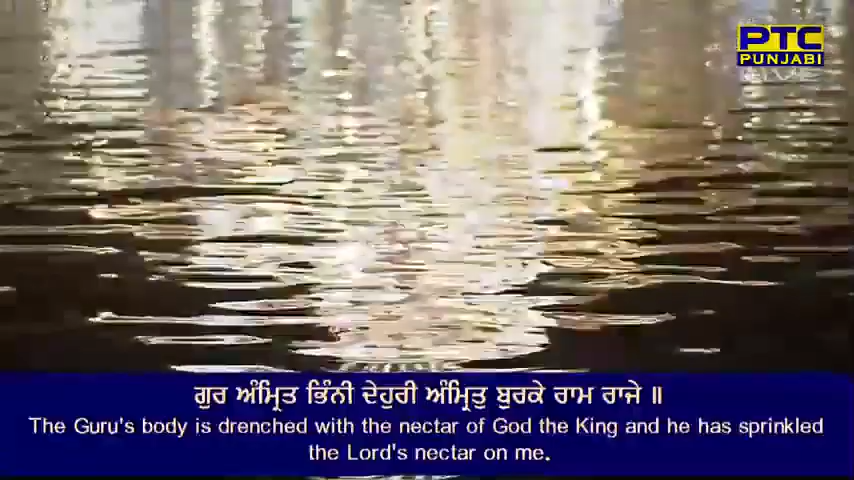 PTC
PUNJABI
LIVE
ਗੁਰ ਅੰਮ੍ਰਿਤ ਭਿੰਨੀ ਦੇਹੁਰੀ ਅੰਮ੍ਰਿਤੁ ਬੁਰਕੇ ਰਾਮ ਰਾਜੇ ॥
The Guru's body is drenched with the nectar of God the King and he has sprinkled
the Lord's nectar on me.